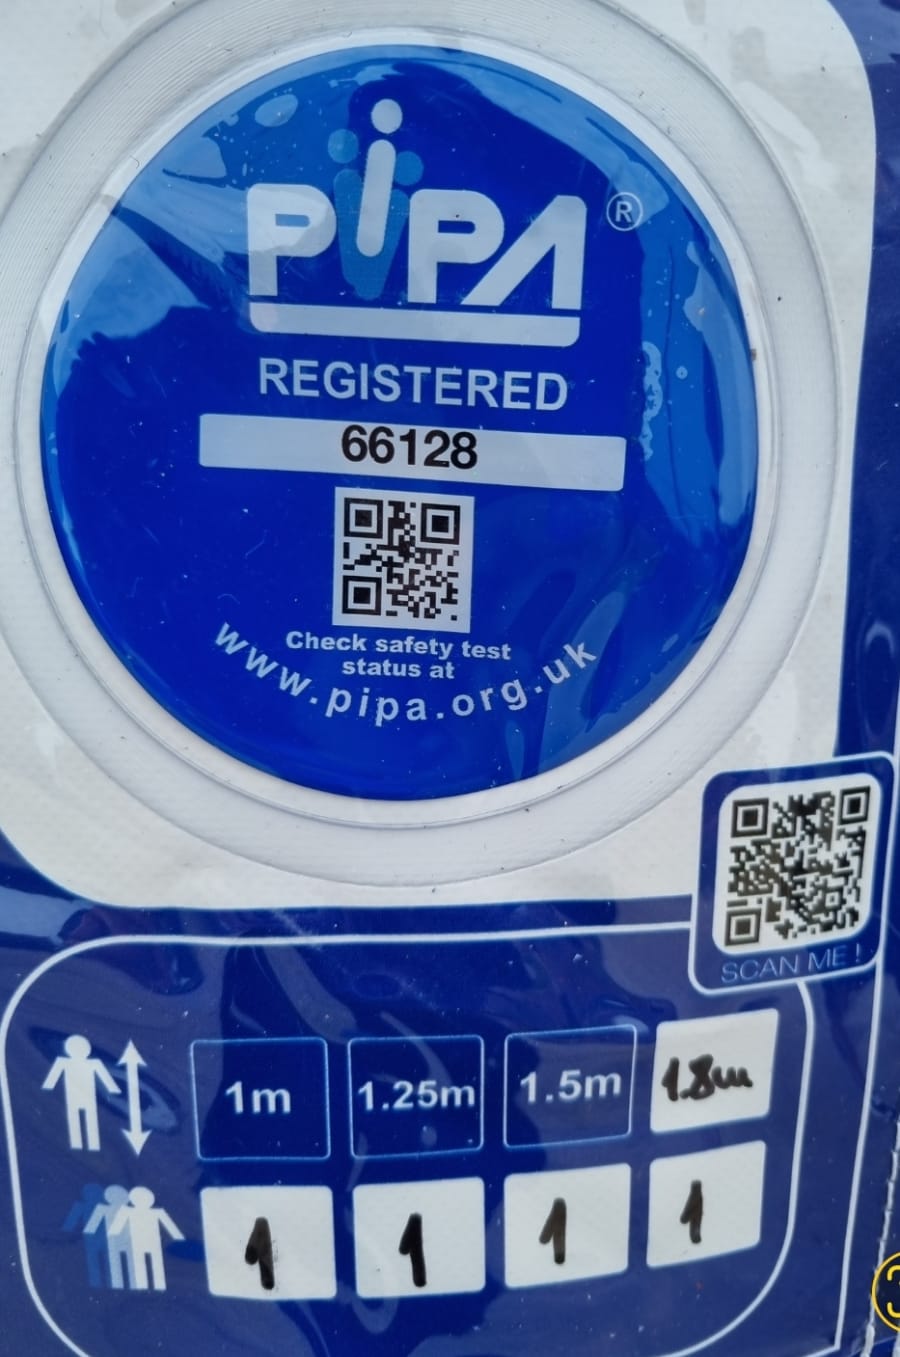 PiPA®
REGISTERED
66128
Check safety test
status at
www.pipa.org.uk
SCAN ME!
1m 1.25m 1.5m 1.8m
1 1 1 1